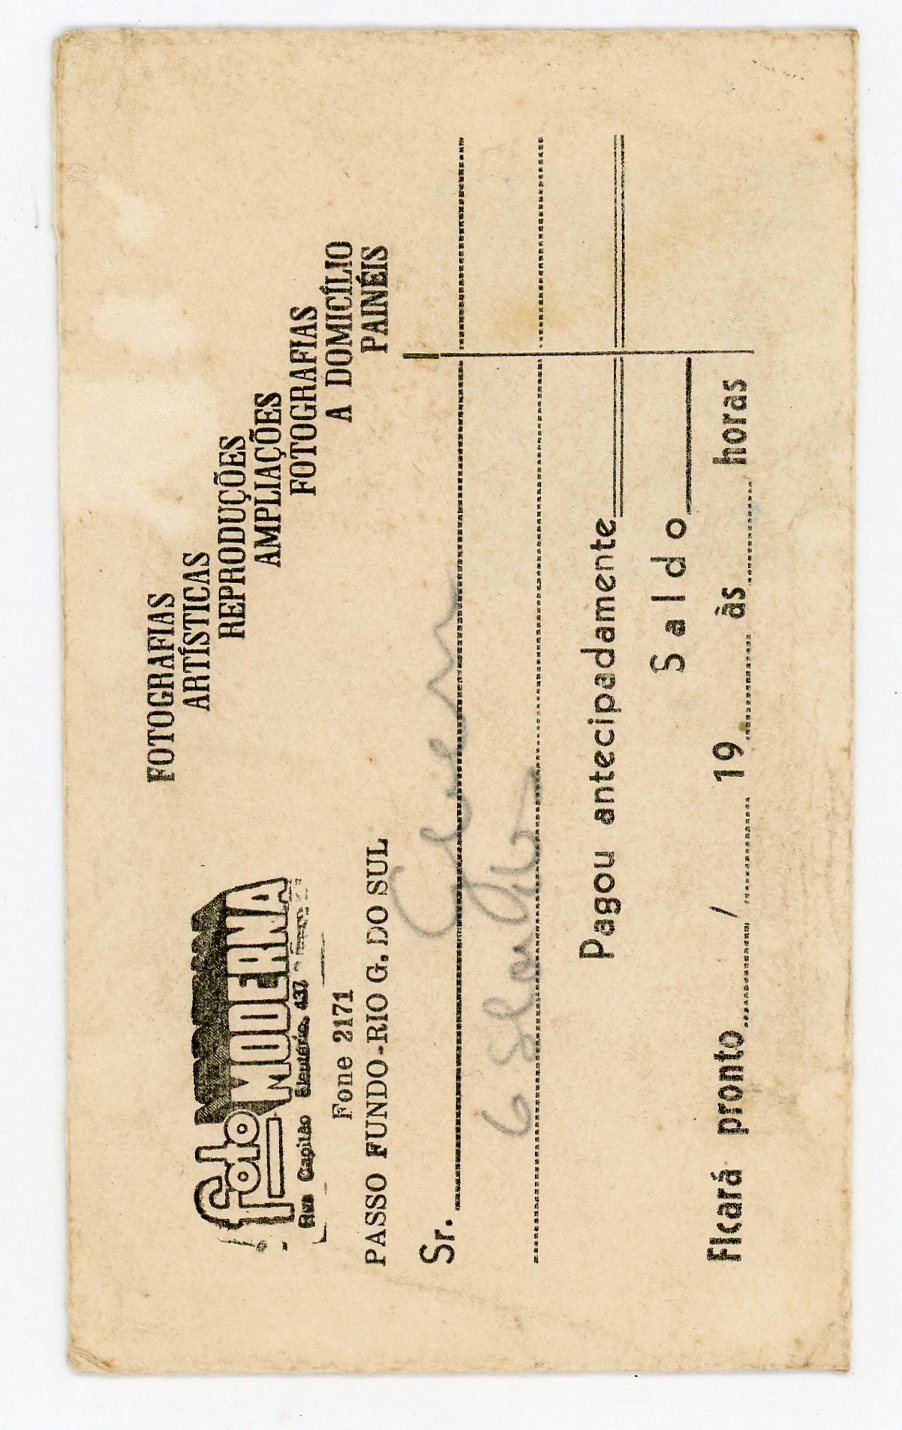 foto MODERNA
Rua Capitão Eleutério, 437
Fone 2171
PASSO FUNDO-RIO G. DO SUL
FOTOGRAFIAS
ARTÍSTICAS
REPRODUÇÕES
AMPLIAÇÕES
FOTOGRAFIAS
A DOMICÍLIO
PAINÉIS
Sr.
6
Pagou antecipadamente
Saldo
Ficará pronto / 19 às horas